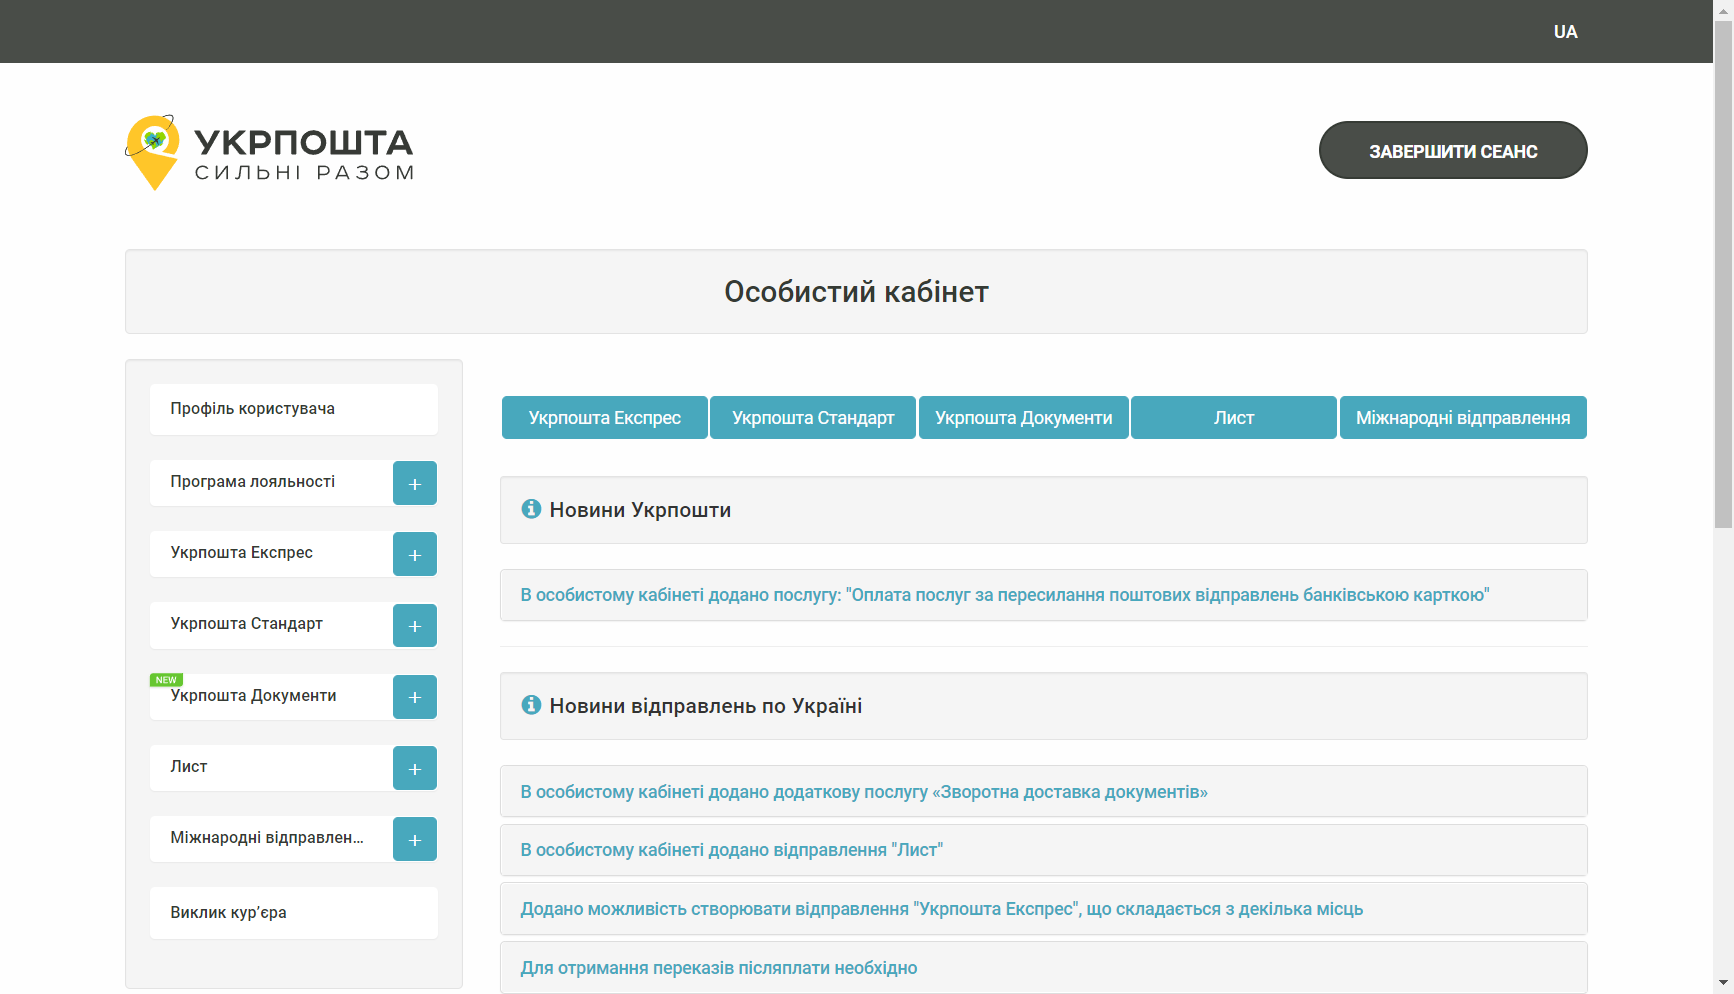 UA
УКРПОШТА
СИЛЬНІ РАЗОМ
ЗАВЕРШИТИ СЕАНС
Особистий кабінет
Профіль користувача
Програма лояльності
+
Укрпошта Експрес
+
Укрпошта Стандарт
+
NEW
Укрпошта Документи
+
Лист
+
Міжнародні відправлен...
+
Виклик кур’єра
Укрпошта Експрес
Укрпошта Стандарт
Укрпошта Документи
Лист
Міжнародні відправлення
Новини Укрпошти
В особистому кабінеті додано послугу: "Оплата послуг за пересилання поштових відправлень банківською карткою"
Новини відправлень по Україні
В особистому кабінеті додано додаткову послугу «Зворотна доставка документів»
В особистому кабінеті додано відправлення "Лист"
Додано можливість створювати відправлення "Укрпошта Експрес", що складається з декілька місць
Для отримання переказів післяплати необхідно